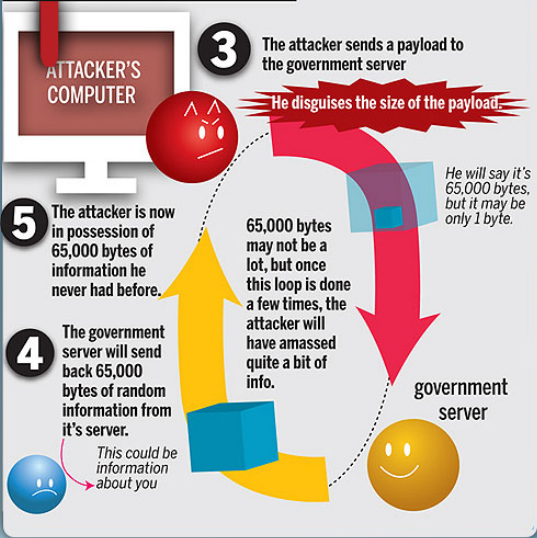 ATTACKER'S
COMPUTER
3
The attacker sends a payload to
the government server
He disguises the size of the payload.
He will say it's
65,000 bytes,
but it may be
only 1 byte.
5
The attacker is now
in possession of
65,000 bytes of
information he
never had before.
65,000 bytes
may not be a
lot, but once
this loop is done
a few times, the
attacker will
have amassed
quite a bit of
info.
4
The government
server will send
back 65,000
bytes of random
information from
it's server.
This could be
information
about you
government
server